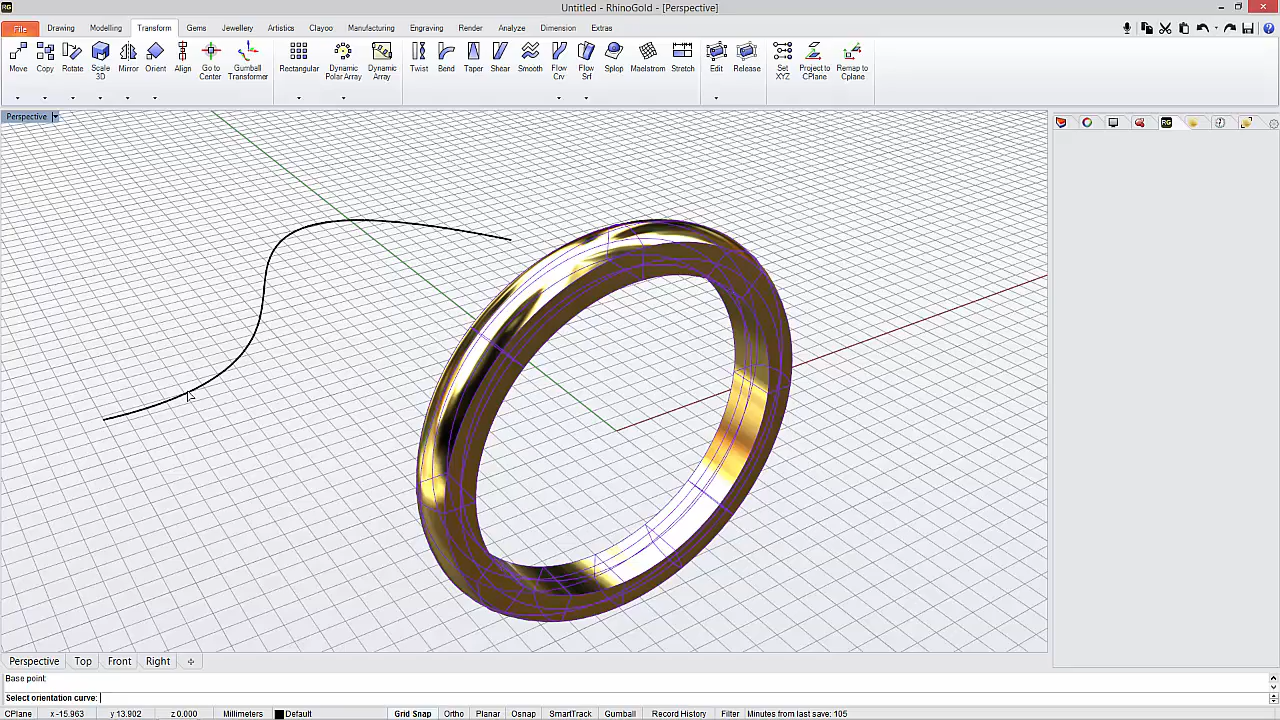 RG Untitled - RhinoGold - [Perspective]
File Drawing Modelling Transform Gems Jewellery Artistics Clayoo Manufacturing Engraving Render Analyze Dimension Extras
Move Copy Rotate Scale 3D Mirror Orient Align Go to Center Gumball Transformer Rectangular Dynamic Polar Array Dynamic Array Twist Bend Taper Shear Smooth Flow Crv Flow Srf Splop Maelstrom Stretch Edit Release Set XYZ Project to CPlane Remap to Cplane
Perspective
RG
Perspective Top Front Right
Base point
Select orientation curve:
CPlane x -15.963 y 13.902 z 0.000 Millimeters Default Grid Snap Ortho Planar Osnap SmartTrack Gumball Record History Filter Minutes from last save: 105